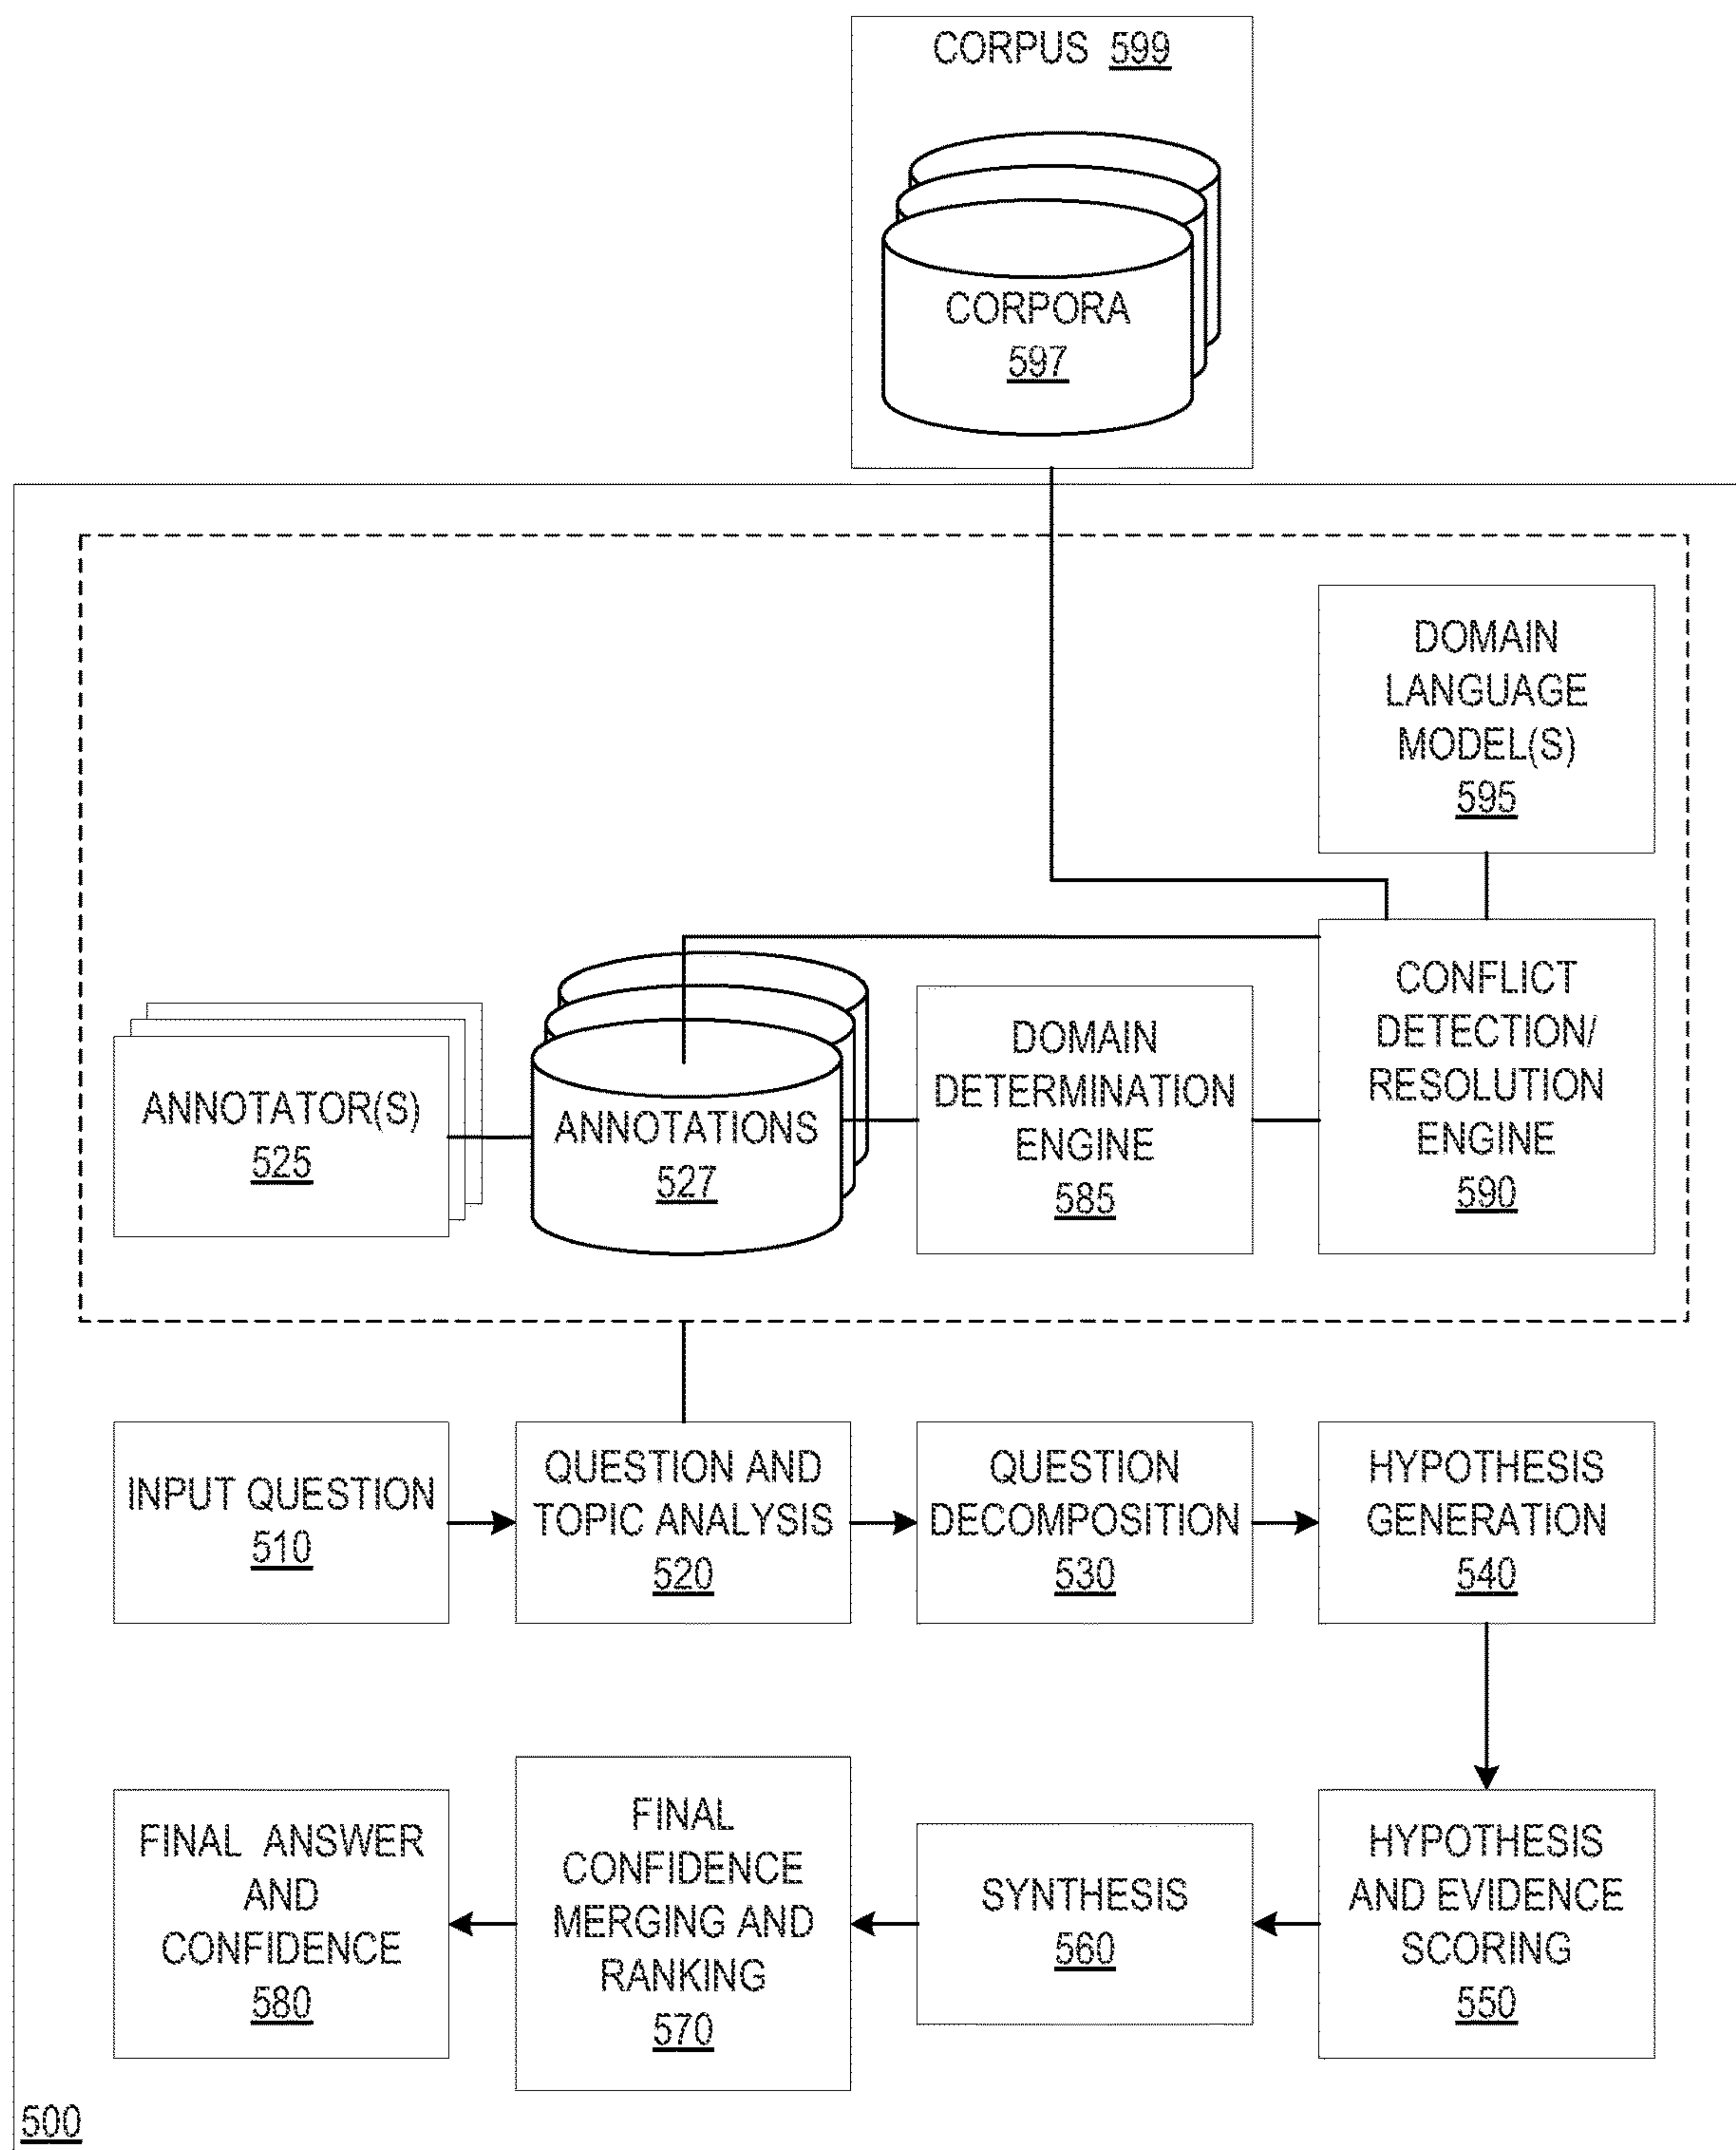 CORPUS 599
CORPORA
597
DOMAIN
LANGUAGE
MODEL(S)
595
ANNOTATOR(S)
525
ANNOTATIONS
527
DOMAIN
DETERMINATION
ENGINE
585
CONFLICT
DETECTION/
RESOLUTION
ENGINE
590
INPUT QUESTION
510
QUESTION AND
TOPIC ANALYSIS
520
QUESTION
DECOMPOSITION
530
HYPOTHESIS
GENERATION
540
FINAL ANSWER
AND
CONFIDENCE
580
FINAL
CONFIDENCE
MERGING AND
RANKING
570
SYNTHESIS
560
HYPOTHESIS
AND EVIDENCE
SCORING
550
500